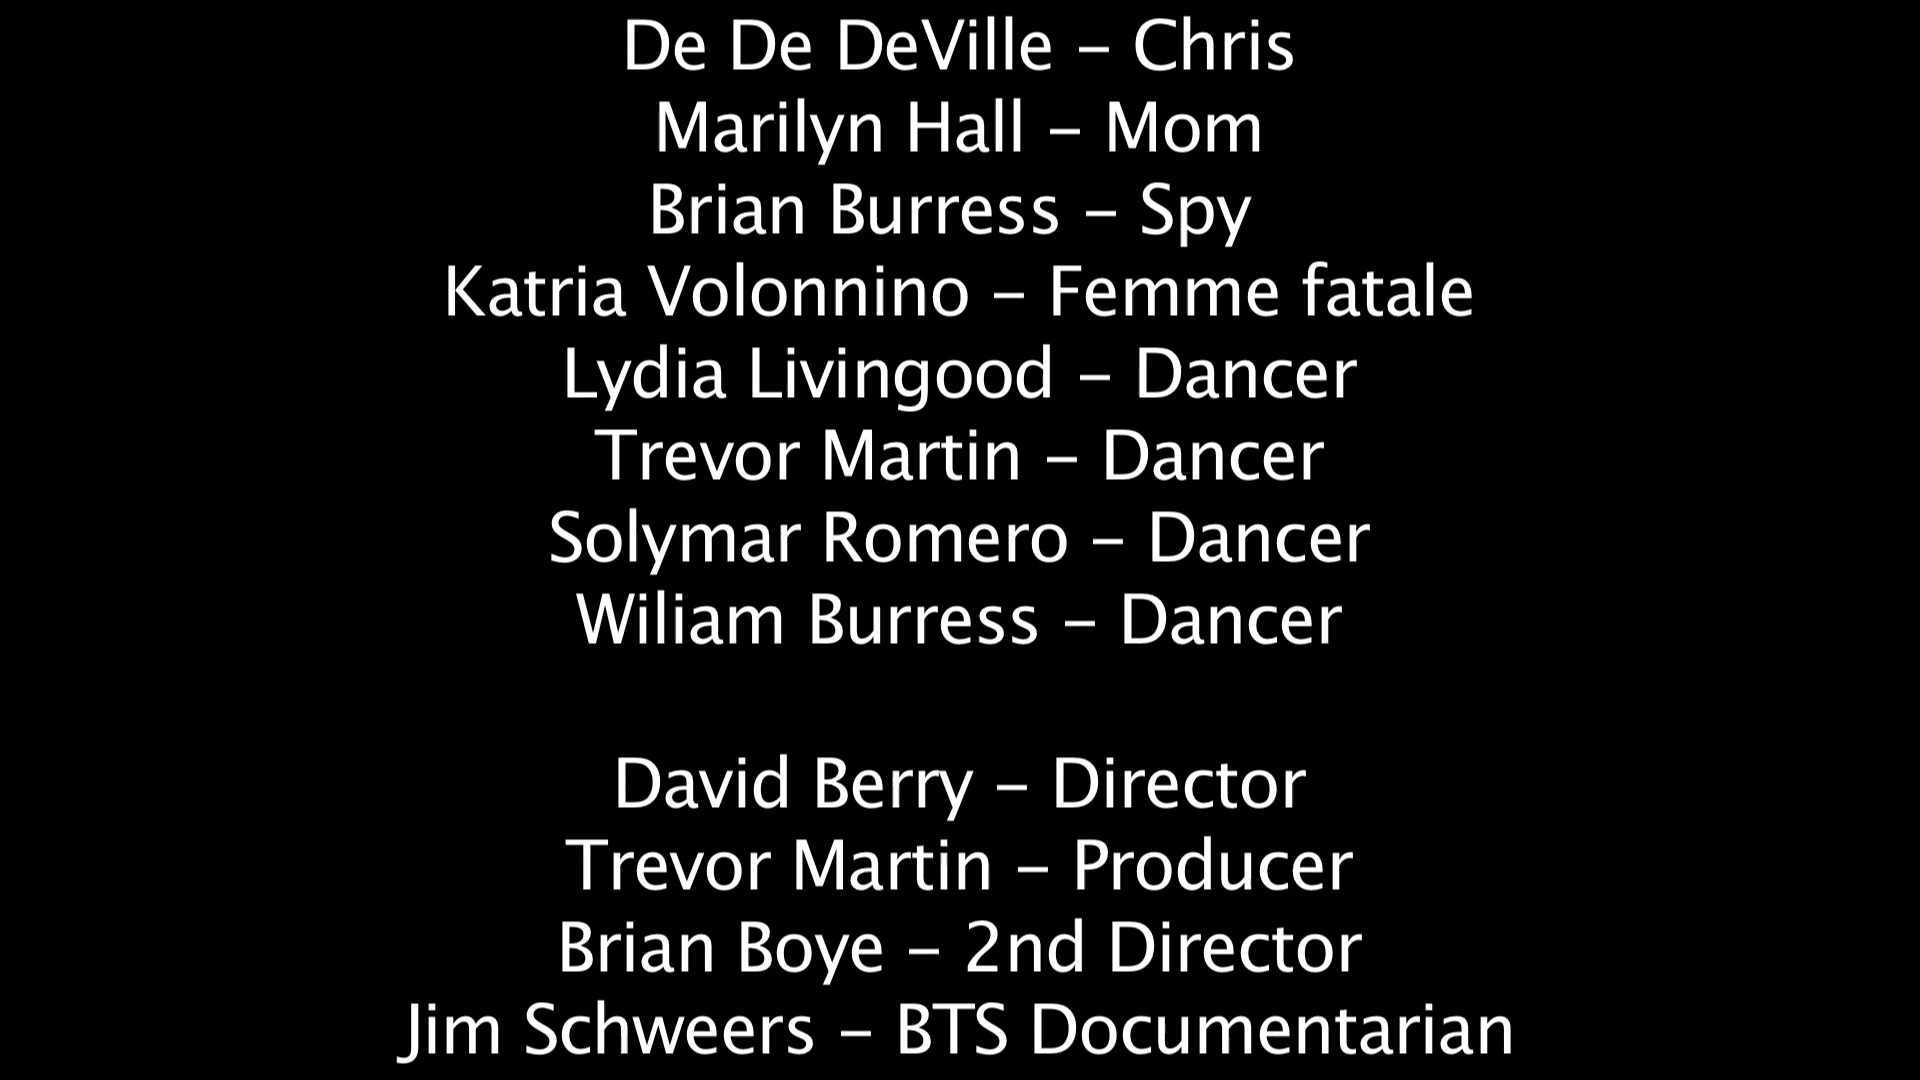 De De DeVille – Chris
Marilyn Hall – Mom
Brian Burress – Spy
Katria Volonnino – Femme fatale
Lydia Livingood – Dancer
Trevor Martin – Dancer
Solymar Romero – Dancer
Wiliam Burress – Dancer
David Berry – Director
Trevor Martin – Producer
Brian Boye – 2nd Director
Jim Schweers – BTS Documentarian